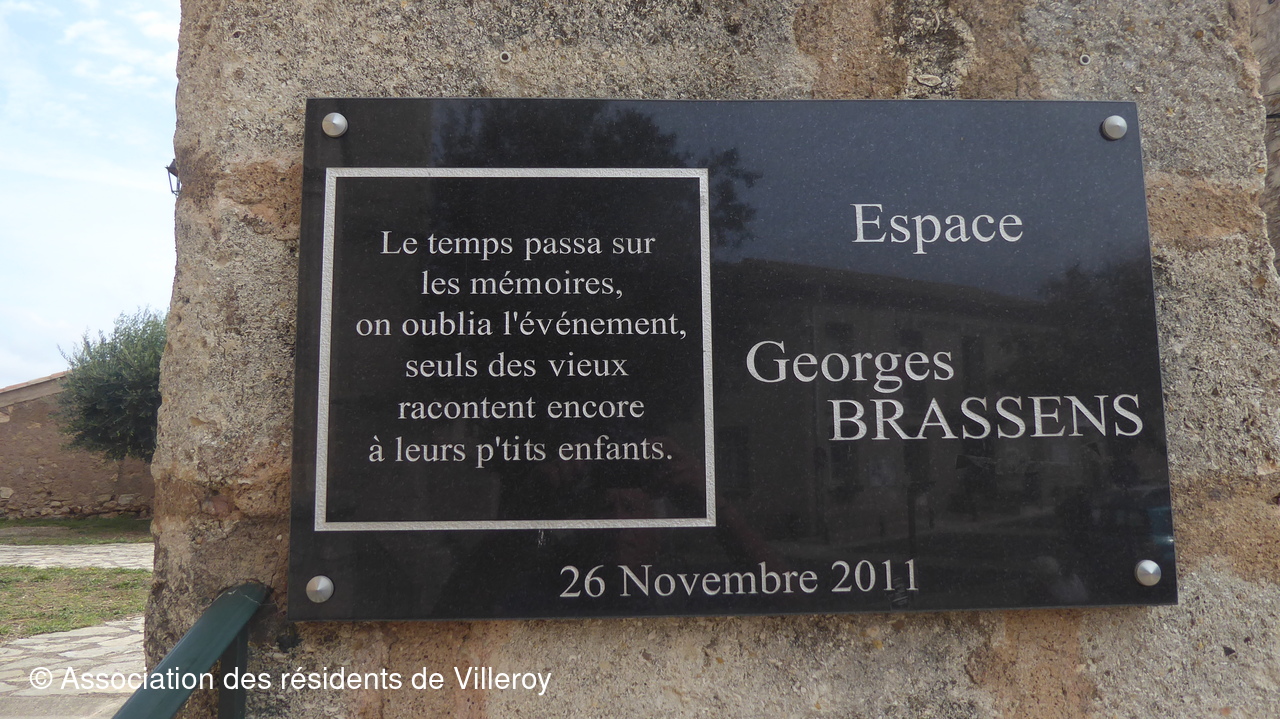 Le temps passa sur
les mémoires,
on oublia l'événement,
seuls des vieux
racontent encore
à leurs p'tits enfants.
Espace
Georges
BRASSENS
26 Novembre 2011
© Association des résidents de Villeroy